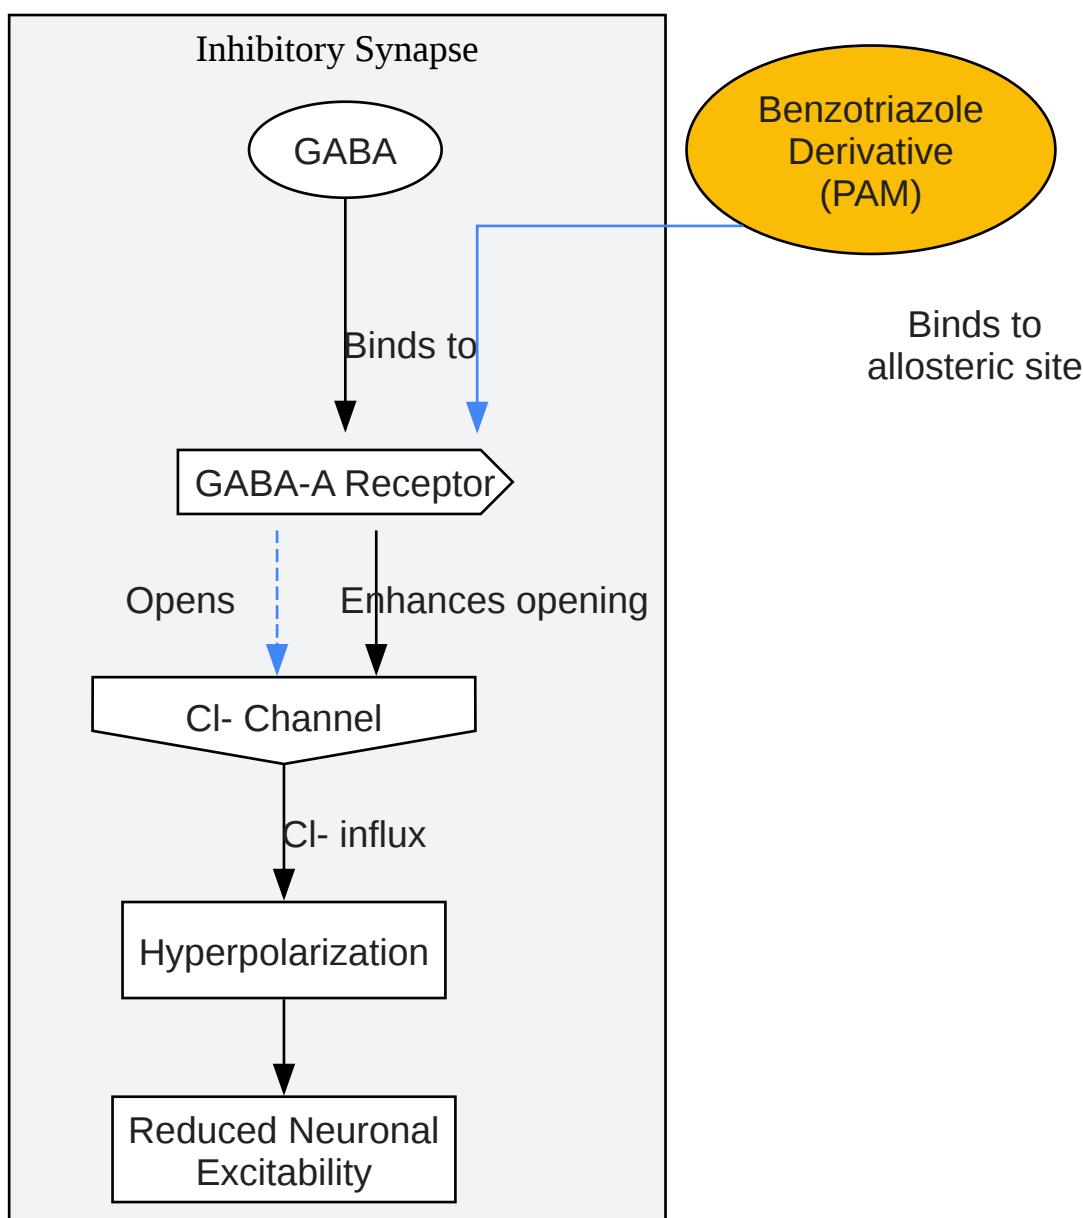 Inhibitory Synapse
GABA
Benzotriazole
Derivative
(PAM)
Binds to
Binds to
allosteric site
GABA-A Receptor
Opens
Enhances opening
Cl- Channel
Cl- influx
Hyperpolarization
Reduced Neuronal
Excitability